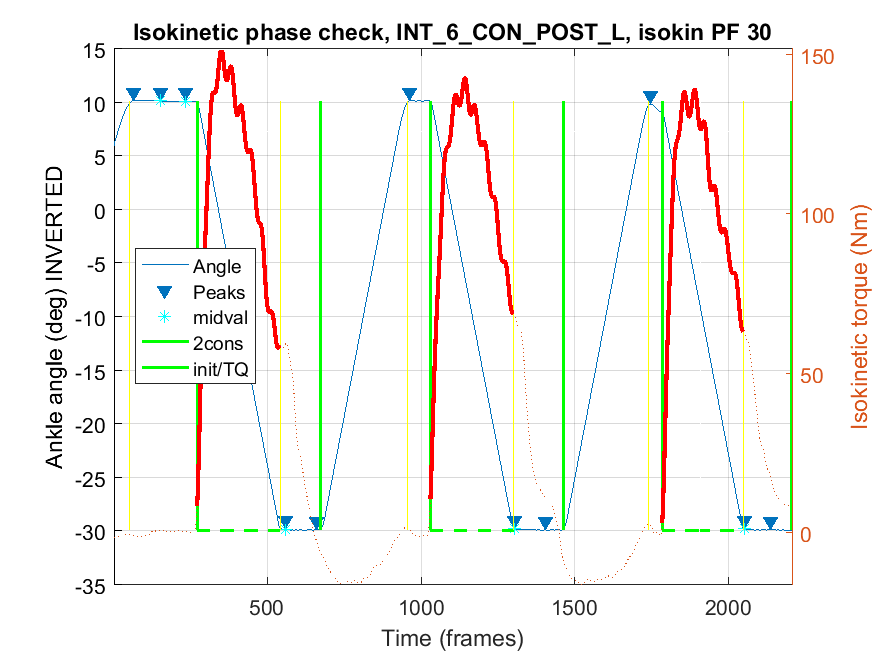 Isokinetic phase check, INT_6_CON_POST_L, isokin PF 30
Ankle angle (deg) INVERTED
15
10
5
0
-5
-10
-15
-20
-25
-30
-35
Angle
Peaks
midval
2cons
init/TQ
150
100
50
0
Isokinetic torque (Nm)
500
1000
1500
2000
Time (frames)